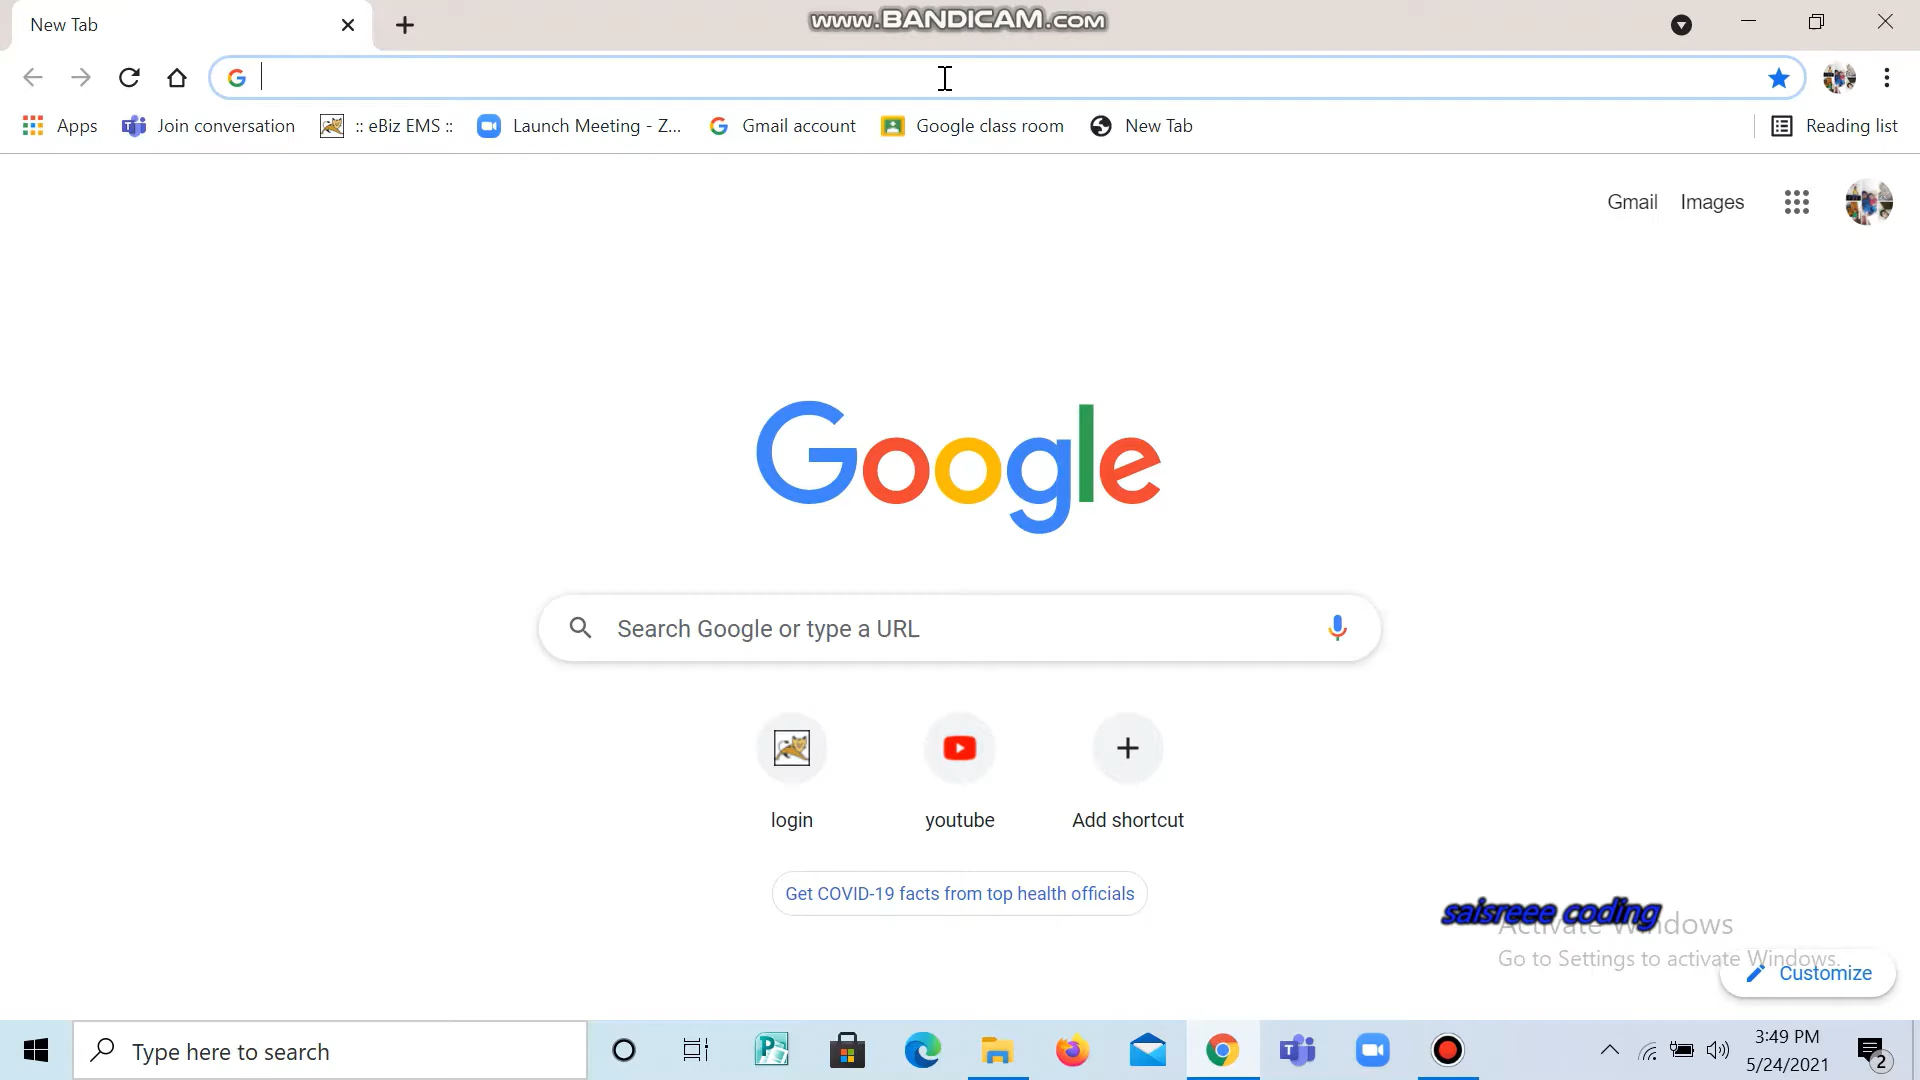 New Tab
www.BANDICAM.com
Apps
Join conversation
:: eBiz EMS ::
Launch Meeting - Z...
Gmail account
Google class room
New Tab
Reading list
Gmail
Images
Google
Search Google or type a URL
login
youtube
Add shortcut
Get COVID-19 facts from top health officials
saisreee coding
Activate Windows
Go to Settings to activate Windows.
Customize
Type here to search
3:49 PM
5/24/2021
2